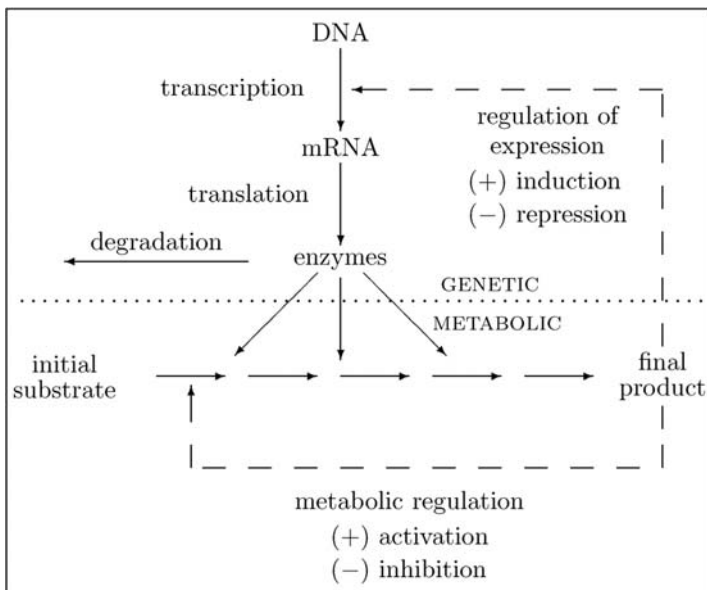 DNA
transcription
regulation of
expression
(+) induction
(−) repression
mRNA
translation
degradation
enzymes
GENETIC
METABOLIC
initial
substrate
final
product
metabolic regulation
(+) activation
(−) inhibition